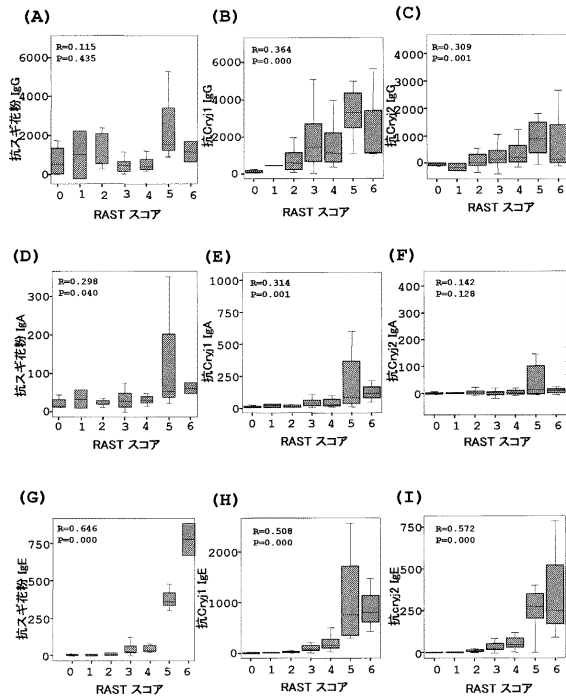 (A)
R=0.115
P=0.435
抗スギ花粉 IgG
6000
4000
2000
0
0 1 2 3 4 5 6
RAST スコア
(B)
R=0.364
P=0.000
抗Cryj1 IgG
6000
4000
2000
0
0 1 2 3 4 5 6
RAST スコア
(C)
R=0.309
P=0.001
抗Cryj2 IgG
4000
3000
2000
1000
0
0 1 2 3 4 5 6
RAST スコア
(D)
R=0.298
P=0.040
抗スギ花粉 IgA
300
200
100
0
0 1 2 3 4 5 6
RAST スコア
(E)
R=0.314
P=0.001
抗Cryj1 IgA
1000
750
500
250
0
0 1 2 3 4 5 6
RAST スコア
(F)
R=0.142
P=0.128
抗Cryj2 IgA
400
200
0
0 1 2 3 4 5 6
RAST スコア
(G)
R=0.646
P=0.000
抗スギ花粉 IgE
750
500
250
0
0 1 2 3 4 5 6
RAST スコア
(H)
R=0.508
P=0.000
抗Cryj1 IgE
2000
1000
0
0 1 2 3 4 5 6
RAST スコア
(I)
R=0.572
P=0.000
抗cryj2 IgE
750
500
250
0
0 1 2 3 4 5 6
RAST スコア